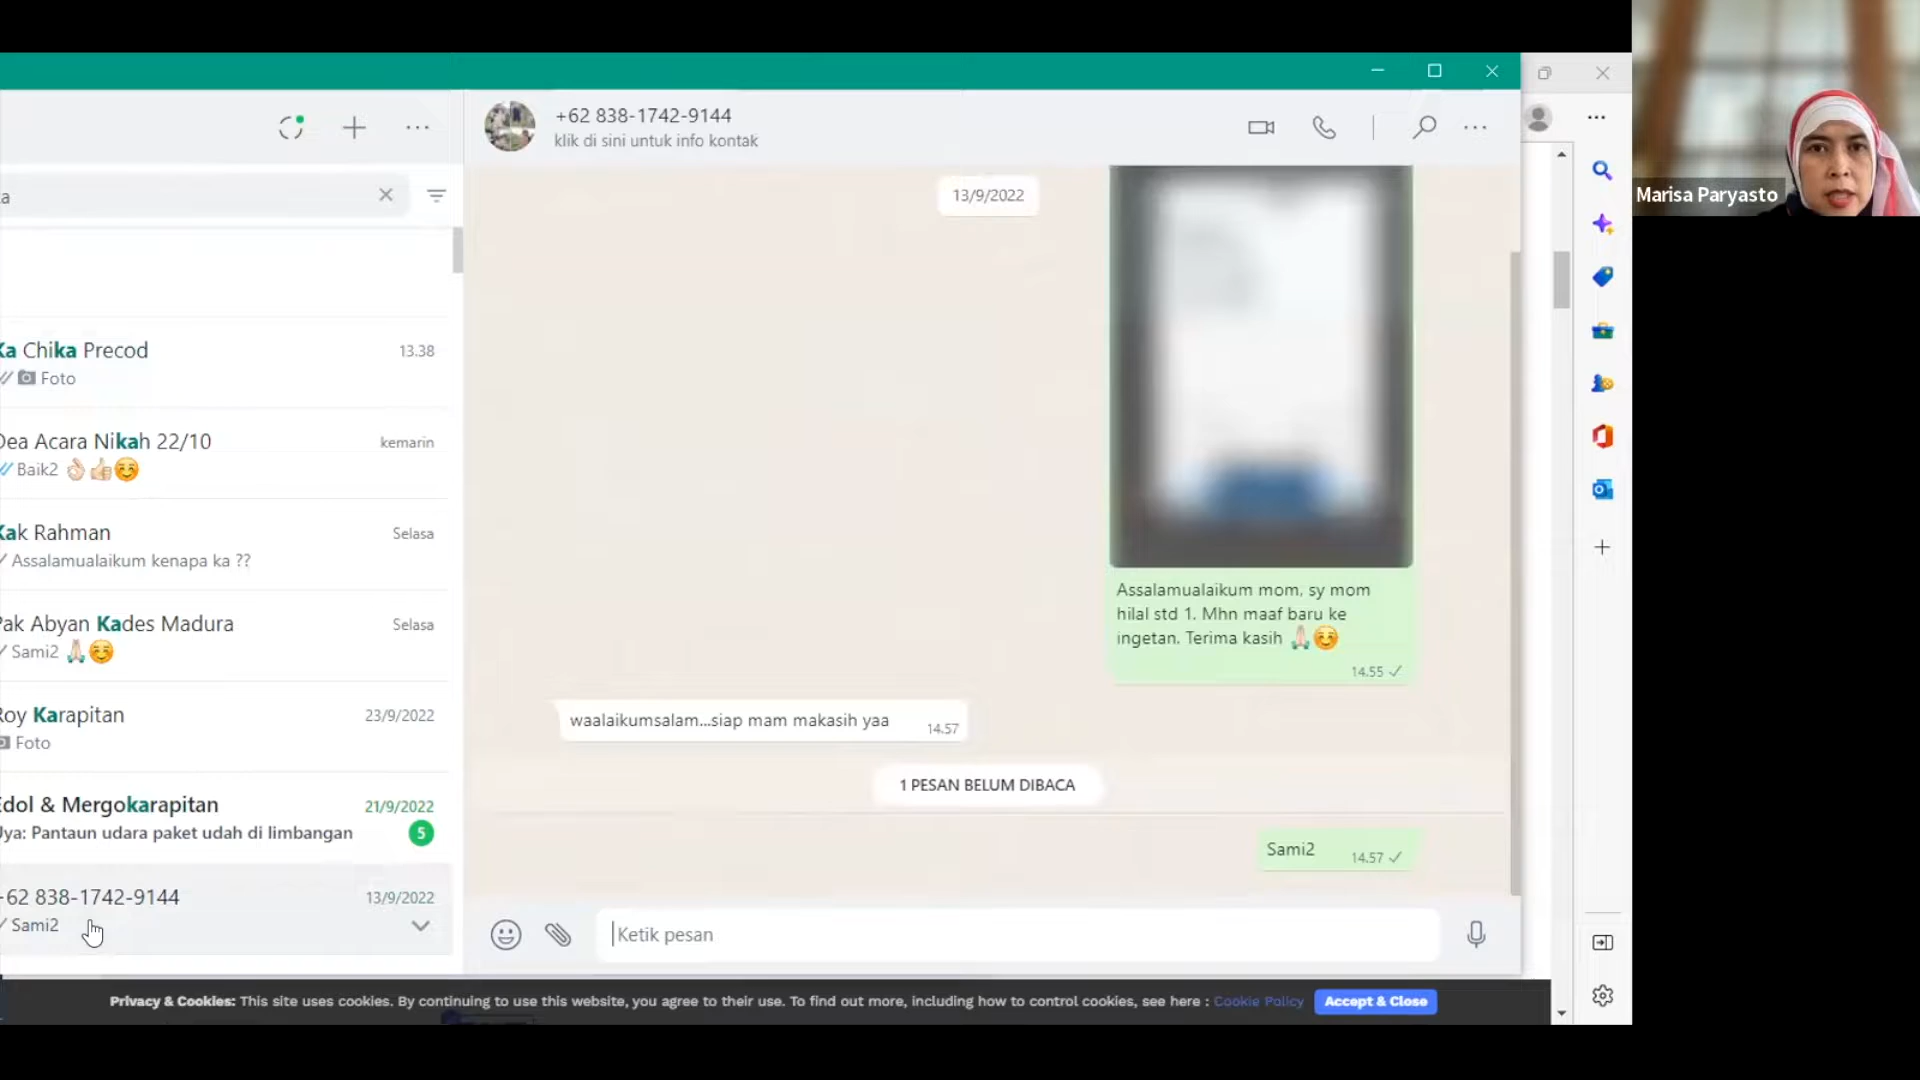 +62 838-1742-9144
klik di sini untuk info kontak
a
Ka Chika Precod
13.38
Foto
Dea Acara Nikah 22/10
kemarin
Baik2 👌🏻👍🏻☺️
Kak Rahman
Selasa
Assalamualaikum kenapa ka ??
Pak Abyan Kades Madura
Selasa
Sami2 🙏🏻☺️
Roy Karapitan
23/9/2022
Foto
Edol & Mergokarapitan
21/9/2022
Uya: Pantaun udara paket udah di limbangan
5
+62 838-1742-9144
13/9/2022
Sami2
13/9/2022
Assalamualaikum mom, sy mom
hilal std 1. Mhn maaf baru ke
ingetan. Terima kasih 🙏🏻☺️
14.55
waalaikumsalam...siap mam makasih yaa
14.57
1 PESAN BELUM DIBACA
Sami2
14.57
Ketik pesan
Privacy & Cookies: This site uses cookies. By continuing to use this website, you agree to their use. To find out more, including how to control cookies, see here : Cookie Policy
Accept & Close
Marisa Paryasto